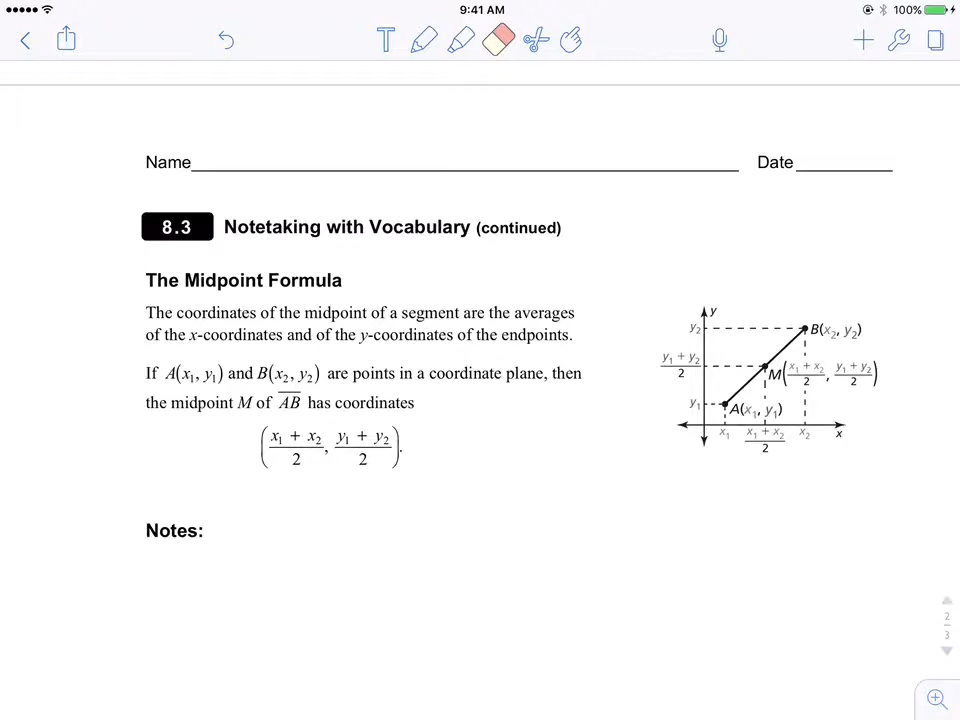 9:41 AM
100%
T
Name Date
8.3 Notetaking with Vocabulary (continued)
The Midpoint Formula
The coordinates of the midpoint of a segment are the averages
of the x-coordinates and of the y-coordinates of the endpoints.
If A(x₁, y₁) and B(x₂, y₂) are points in a coordinate plane, then
the midpoint M of A̅B̅ has coordinates
((x₁ + x₂)/2, (y₁ + y₂)/2).
y
y₂
B(x₂, y₂)
(y₁ + y₂)/2
M((x₁ + x₂)/2, (y₁ + y₂)/2)
y₁
A(x₁, y₁)
x₁ (x₁ + x₂)/2 x₂ x
Notes:
2
3